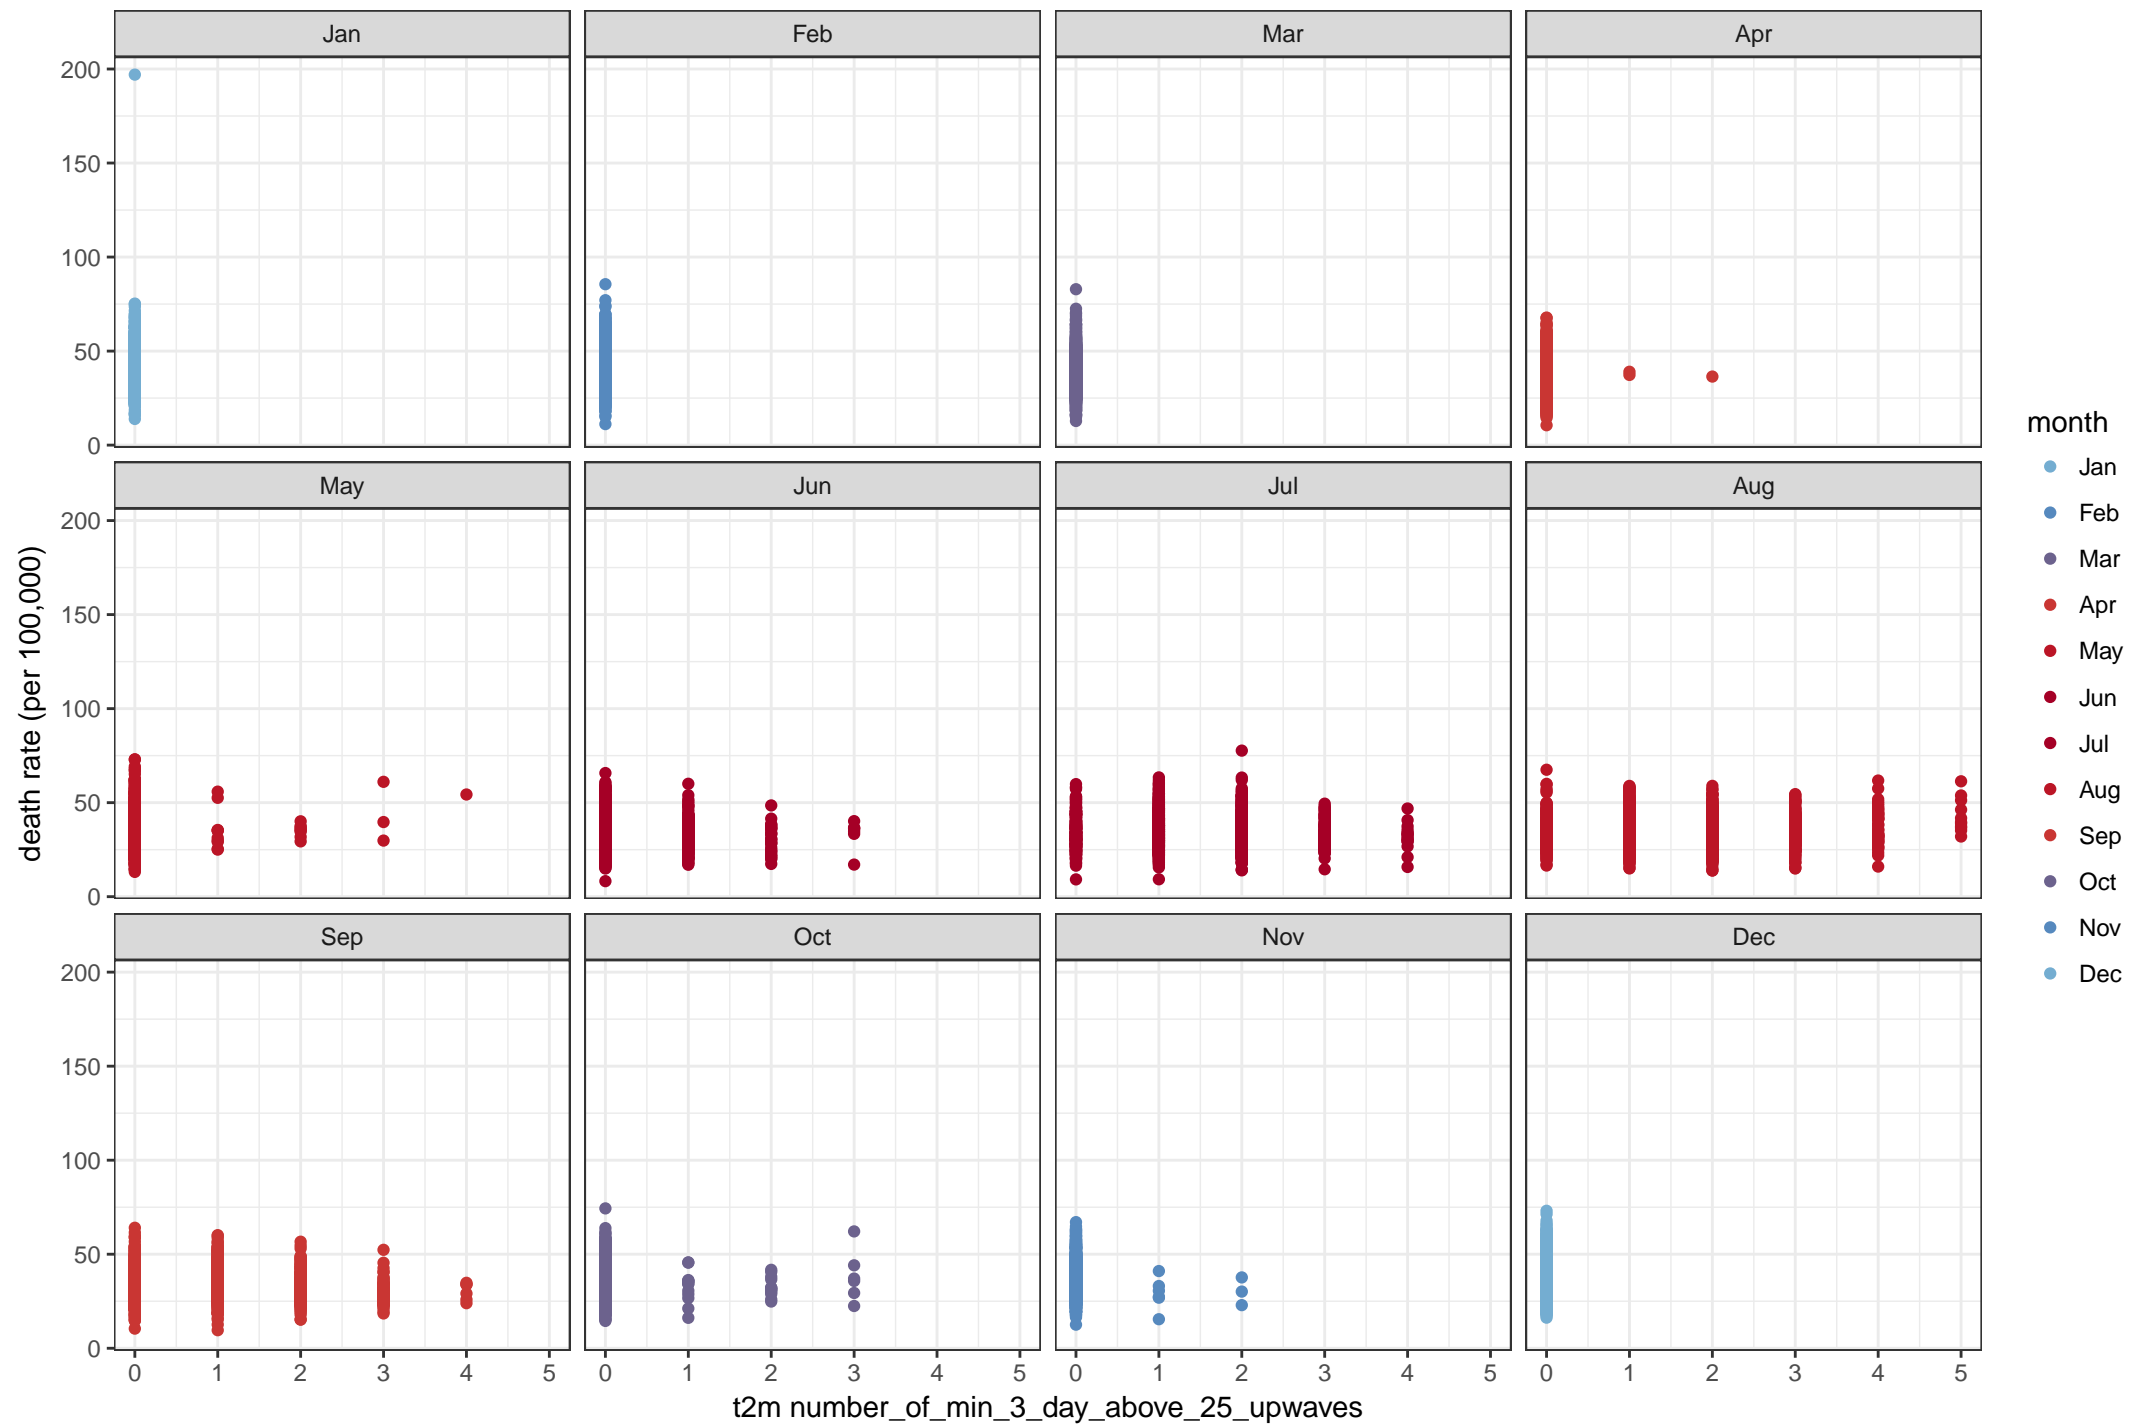 Jan Feb Mar Apr
200
150
100
50
0
May Jun Jul Aug
200
150
100
50
0
Sep Oct Nov Dec
200
150
100
50
0
0 1 2 3 4 5 0 1 2 3 4 5 0 1 2 3 4 5 0 1 2 3 4 5
t2m number_of_min_3_day_above_25_upwaves
death rate (per 100,000)
month
Jan
Feb
Mar
Apr
May
Jun
Jul
Aug
Sep
Oct
Nov
Dec